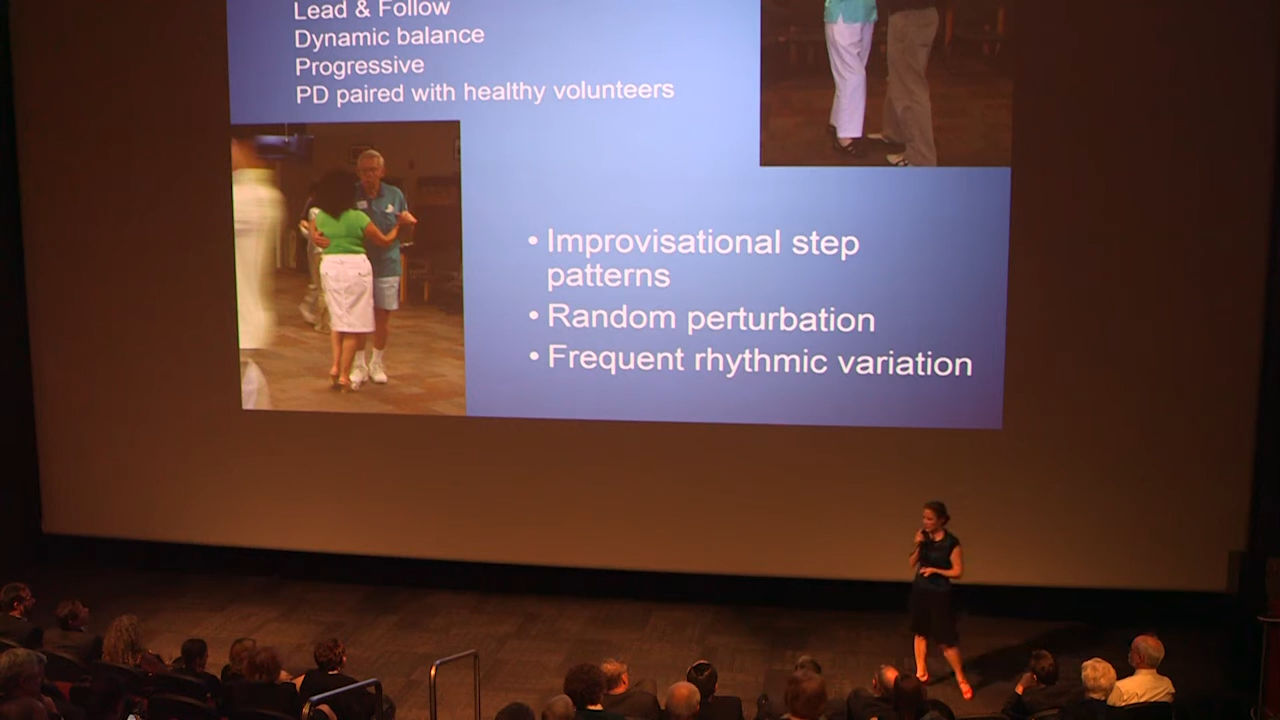 Lead & Follow
Dynamic balance
Progressive
PD paired with healthy volunteers
• Improvisational step
patterns
• Random perturbation
• Frequent rhythmic variation